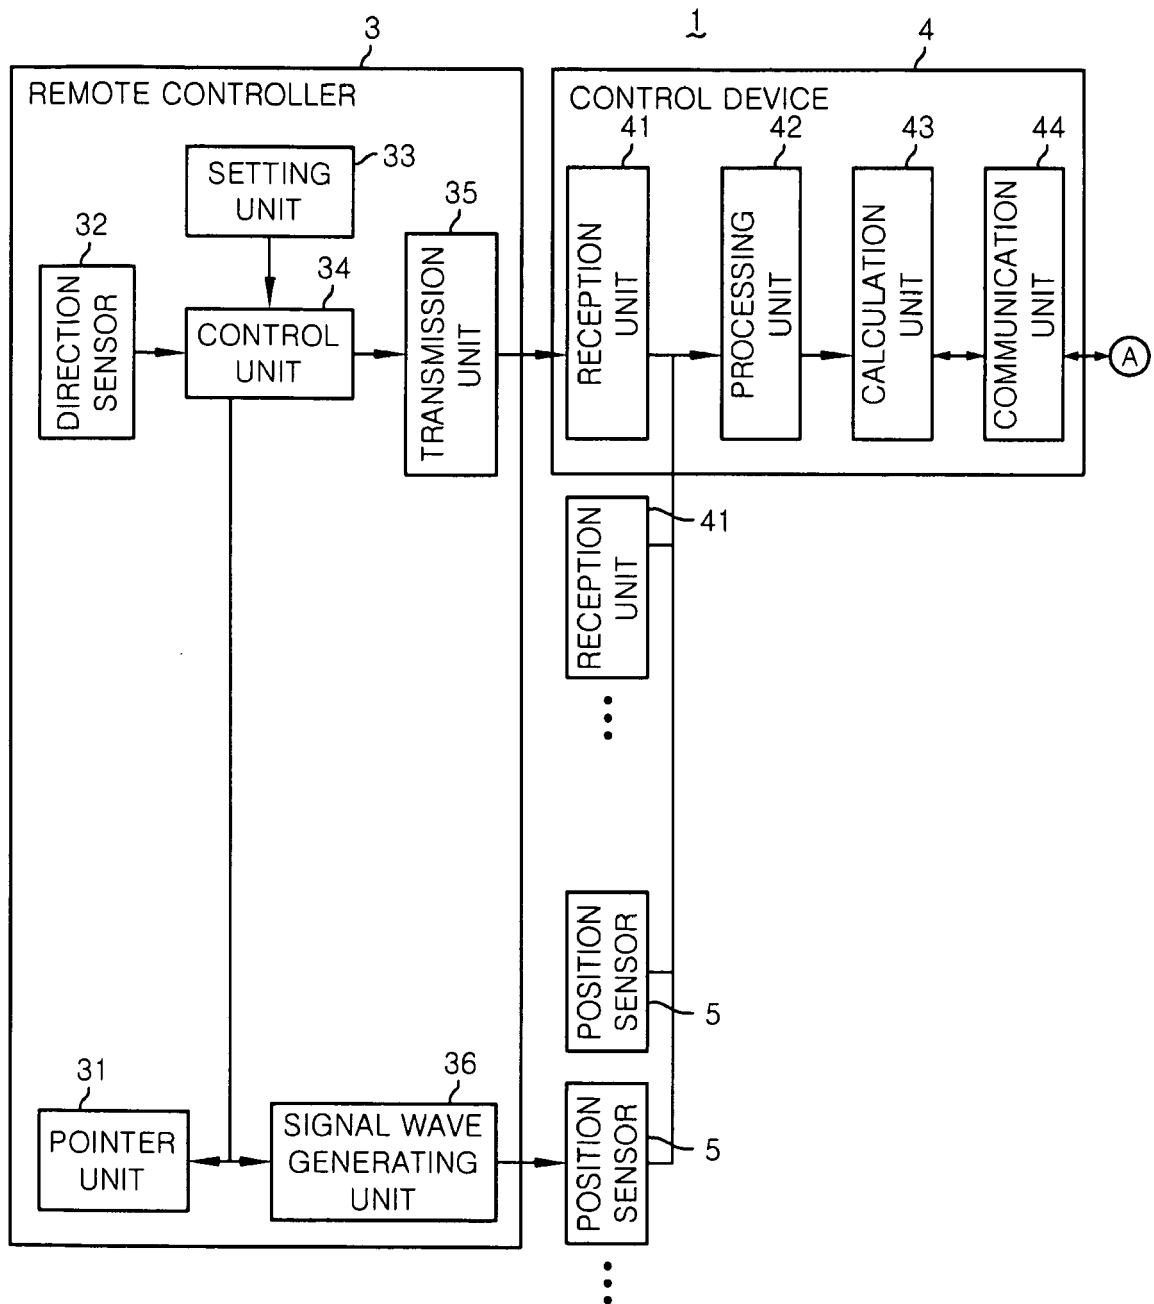 1
3
REMOTE CONTROLLER
33
SETTING
UNIT
32
DIRECTION
SENSOR
34
CONTROL
UNIT
35
TRANSMISSION
UNIT
4
CONTROL DEVICE
41
RECEPTION
UNIT
42
PROCESSING
UNIT
43
CALCULATION
UNIT
44
COMMUNICATION
UNIT
A
41
RECEPTION
UNIT
POSITION
SENSOR
5
31
POINTER
UNIT
36
SIGNAL WAVE
GENERATING
UNIT
POSITION
SENSOR
5